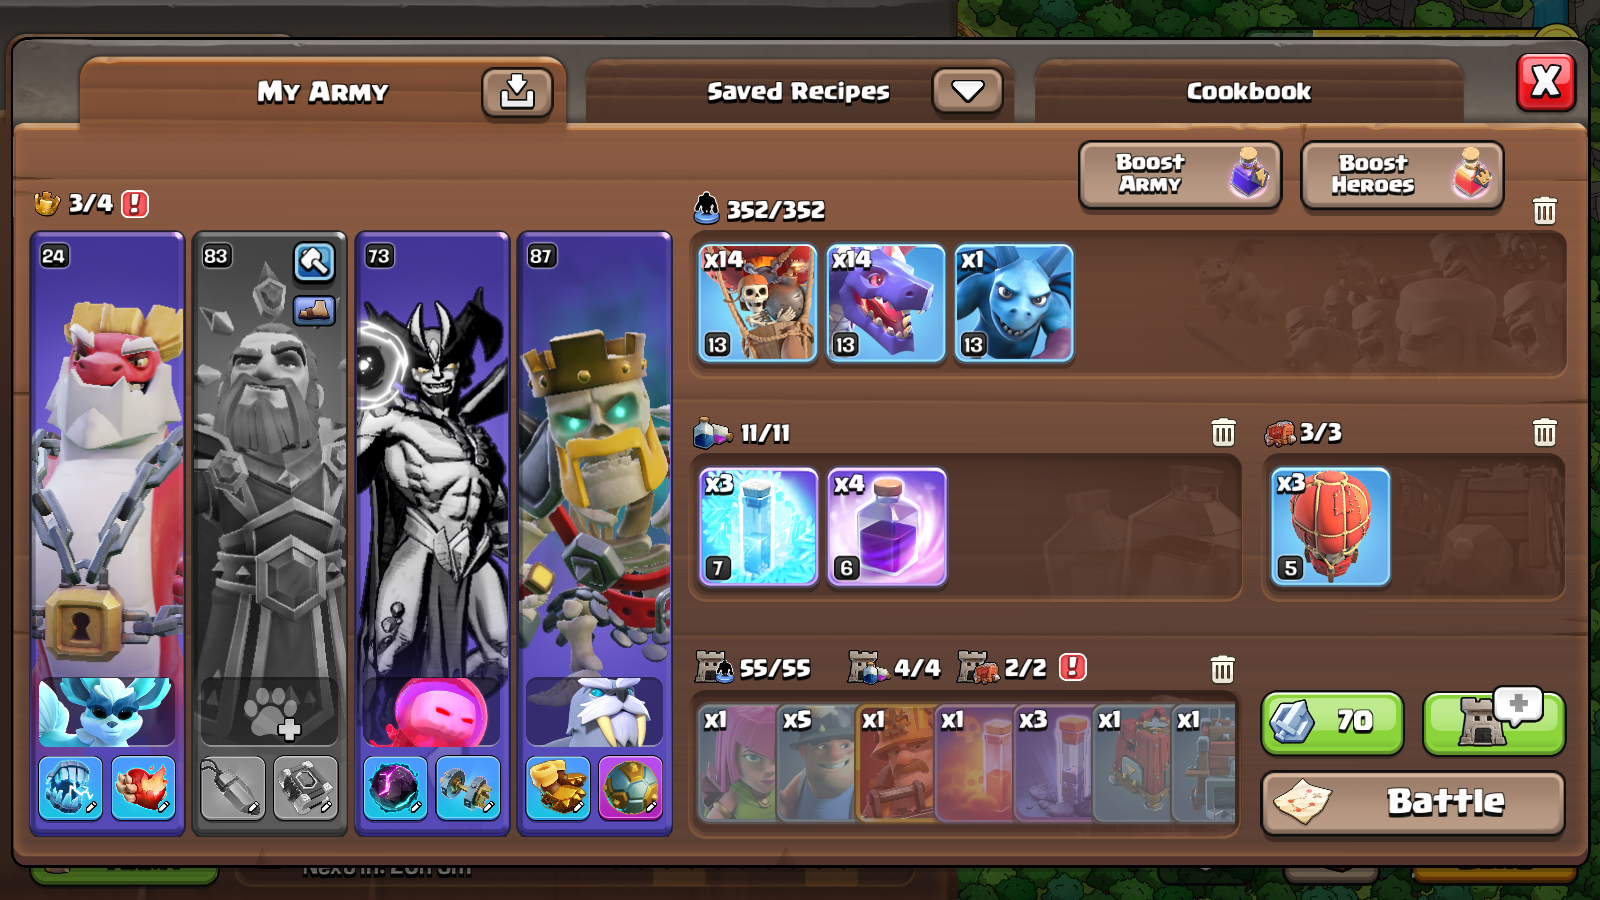 My Army
Saved Recipes
Cookbook
X
Boost Army
Boost Heroes
3/4
!
352/352
24
83
73
87
x14
x14
x1
13
13
13
11/11
3/3
x3
x4
x3
7
6
5
55/55
4/4
2/2
!
x1
x5
x1
x1
x3
x1
x1
70
Battle